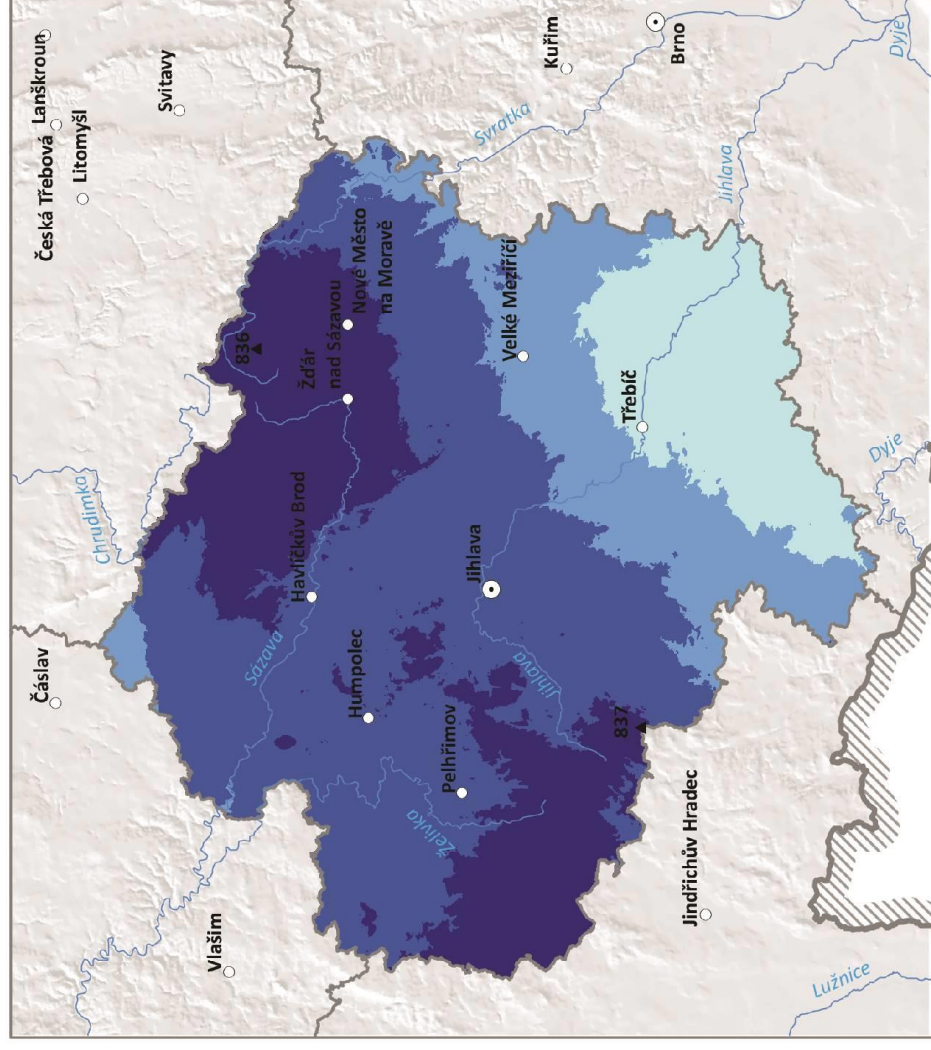 Čáslav
Chrudimka
Česká Třebová
Lanškroun
Litomyšl
Svitavy
Vlašim
Sázava
Havlíčkův Brod
Žďár
nad Sázavou
836
Nové Město
na Moravě
Svratka
Kuřim
Brno
Humpolec
Želivka
Pelhřimov
Jihlava
Jihlava
Velké Meziříčí
Třebíč
Jihlava
Dyje
837
Jindřichův Hradec
Dyje
Lužnice